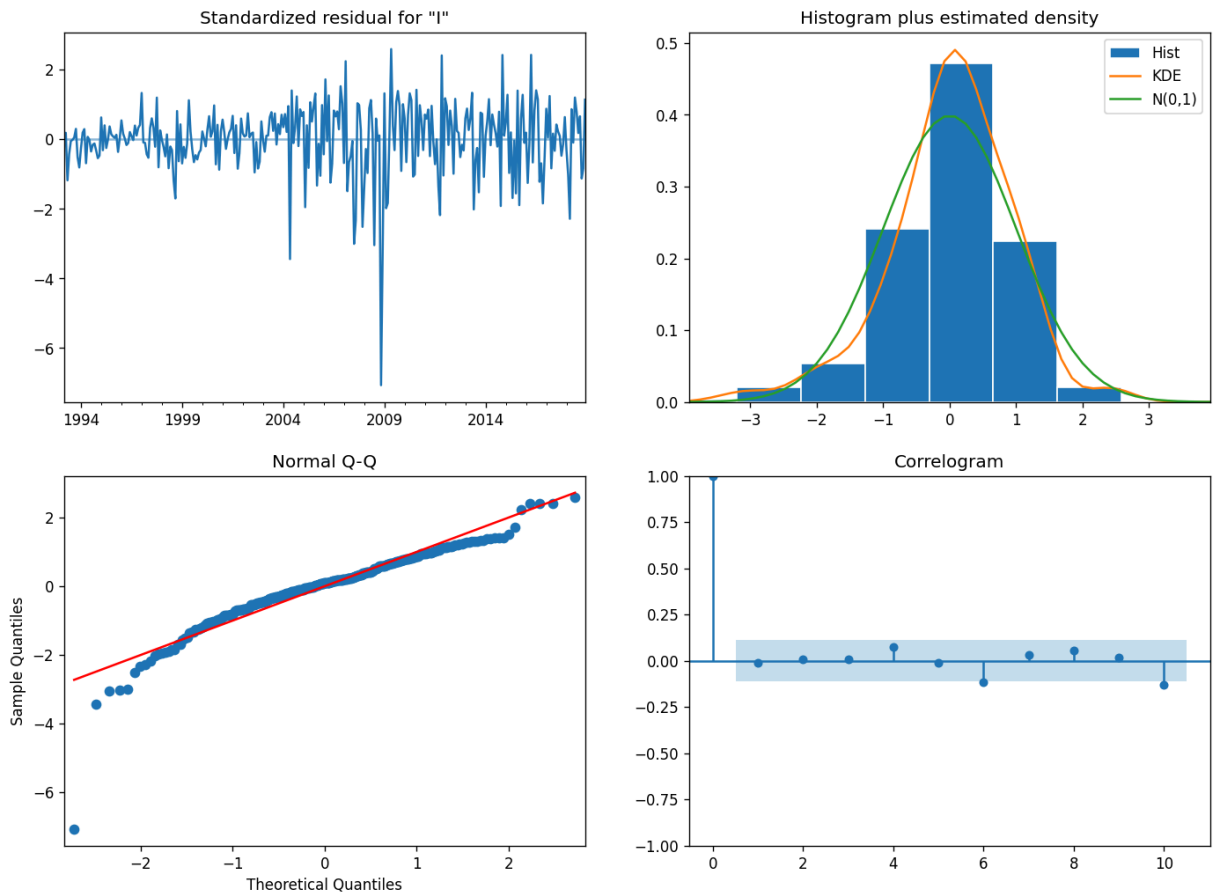 Standardized residual for "I"
2
0
−2
−4
−6
1994 1999 2004 2009 2014
Histogram plus estimated density
0.5
0.4
0.3
0.2
0.1
0.0
Hist
KDE
N(0,1)
−3 −2 −1 0 1 2 3
Normal Q-Q
Sample Quantiles
2
0
−2
−4
−6
−2 −1 0 1 2
Theoretical Quantiles
Correlogram
1.00
0.75
0.50
0.25
0.00
−0.25
−0.50
−0.75
−1.00
0 2 4 6 8 10